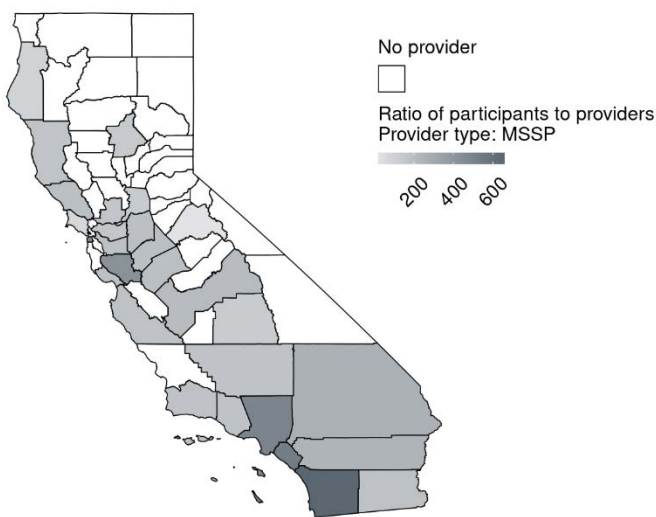 No provider
Ratio of participants to providers
Provider type: MSSP
200 400 600